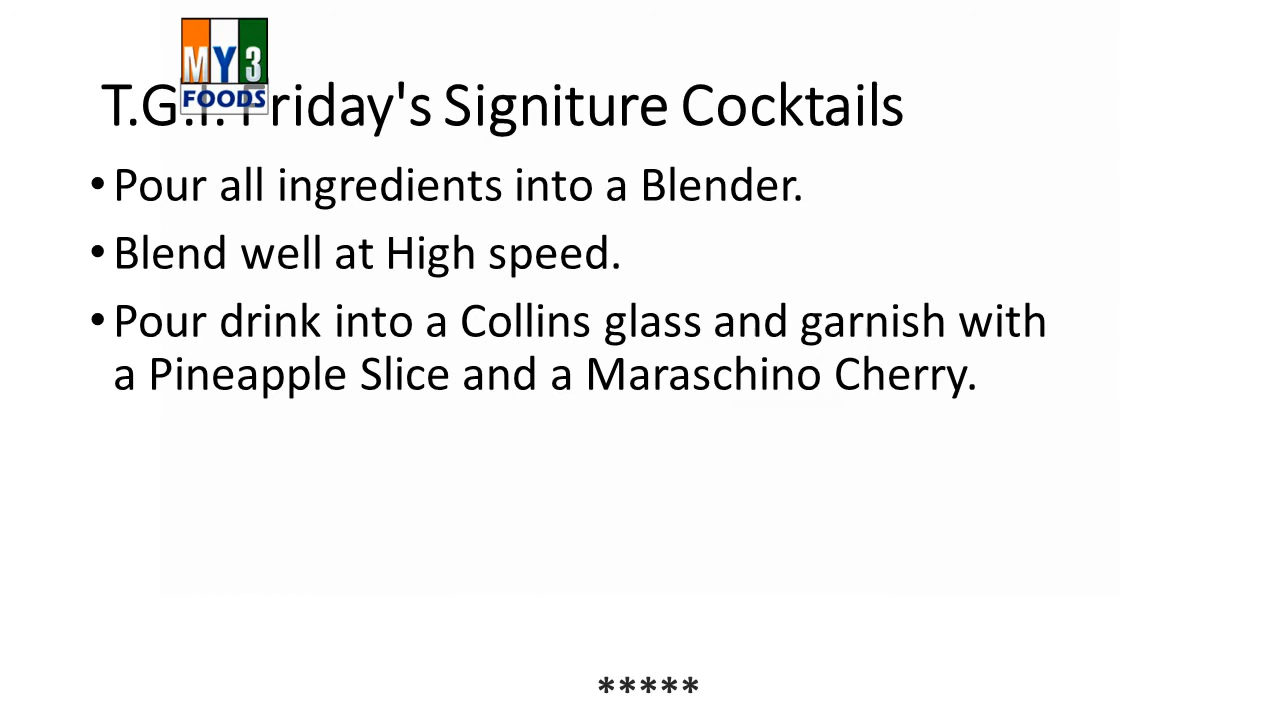 MY3
FOODS
T.G.I. Friday's Signiture Cocktails
• Pour all ingredients into a Blender.
• Blend well at High speed.
• Pour drink into a Collins glass and garnish with
a Pineapple Slice and a Maraschino Cherry.
*****